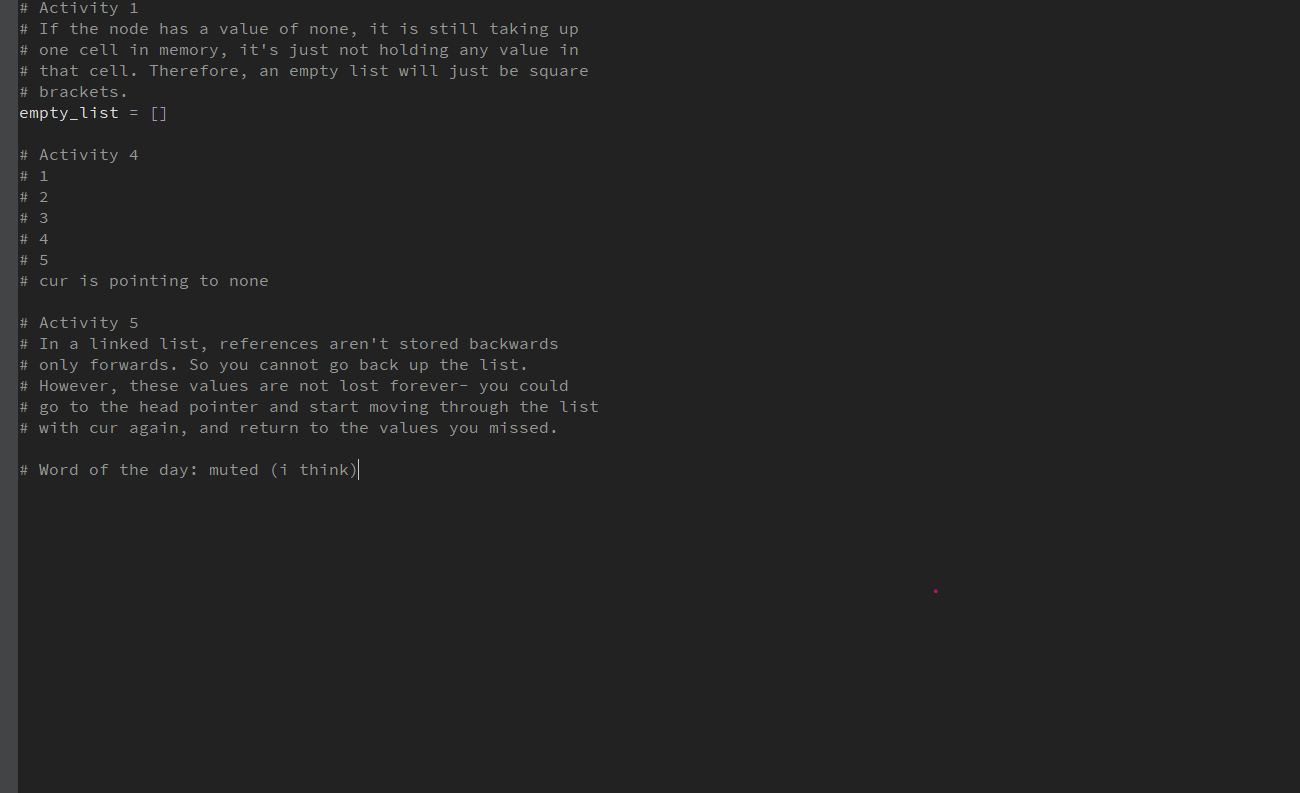 # Activity 1
# If the node has a value of none, it is still taking up
# one cell in memory, it's just not holding any value in
# that cell. Therefore, an empty list will just be square
# brackets.
empty_list = []
# Activity 4
# 1
# 2
# 3
# 4
# 5
# cur is pointing to none
# Activity 5
# In a linked list, references aren't stored backwards
# only forwards. So you cannot go back up the list.
# However, these values are not lost forever- you could
# go to the head pointer and start moving through the list
# with cur again, and return to the values you missed.
# Word of the day: muted (i think)